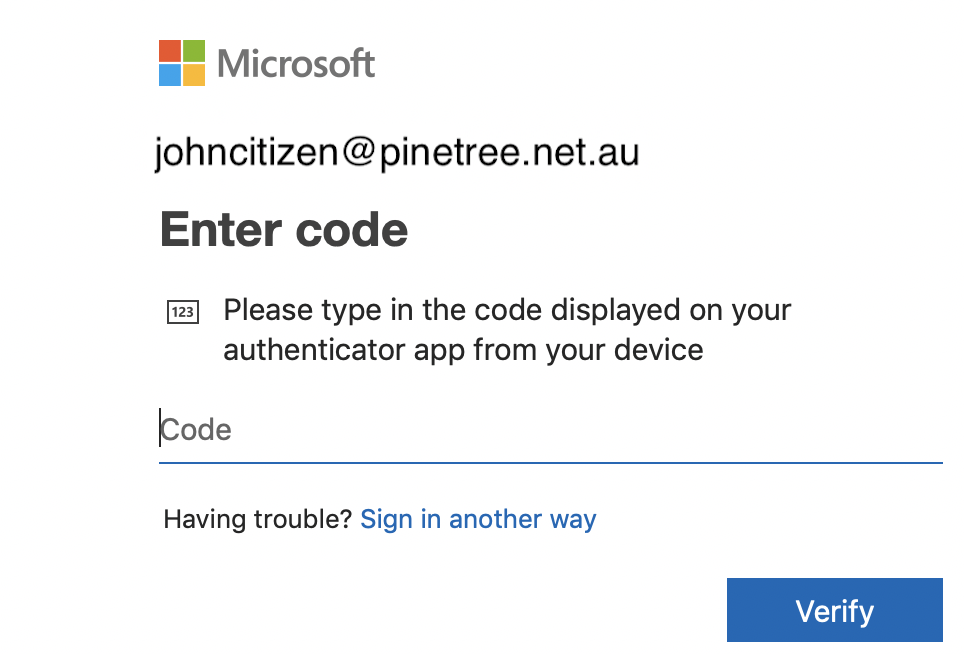 Microsoft
johncitizen@pinetree.net.au
Enter code
123
Please type in the code displayed on your
authenticator app from your device
Code
Having trouble? Sign in another way
Verify